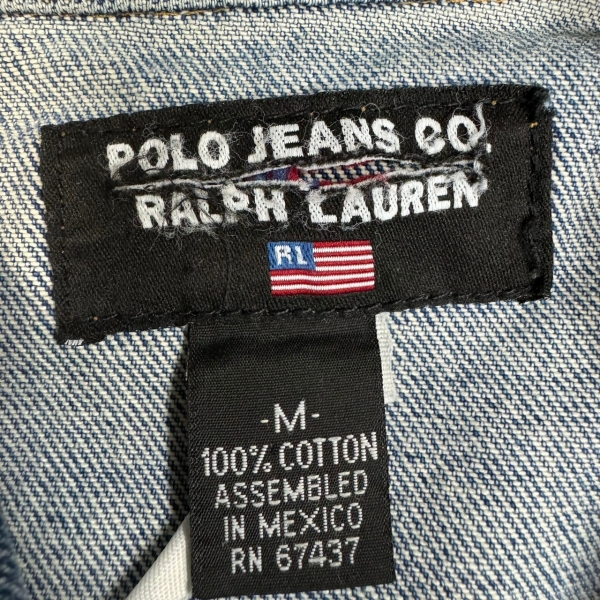 POLO JEANS CO.
RALPH LAUREN
RL
-M-
100% COTTON
ASSEMBLED
IN MEXICO
RN 67437